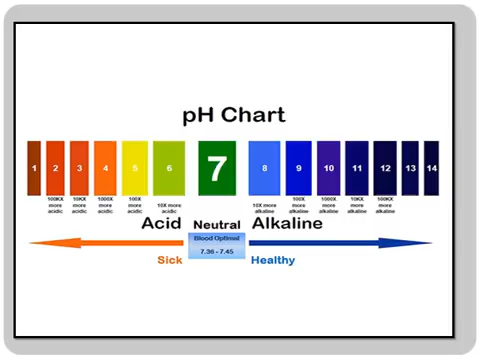 pH Chart
1 2 3 4 5 6 7 8 9 10 11 12 13 14
100KX more acidic
10KX more acidic
1000X more acidic
100X more acidic
10X more acidic
10X more alkaline
100X more alkaline
1000X more alkaline
10KX more alkaline
100KX more alkaline
Acid Neutral Alkaline
Blood Optimal
7.36 - 7.45
Sick Healthy